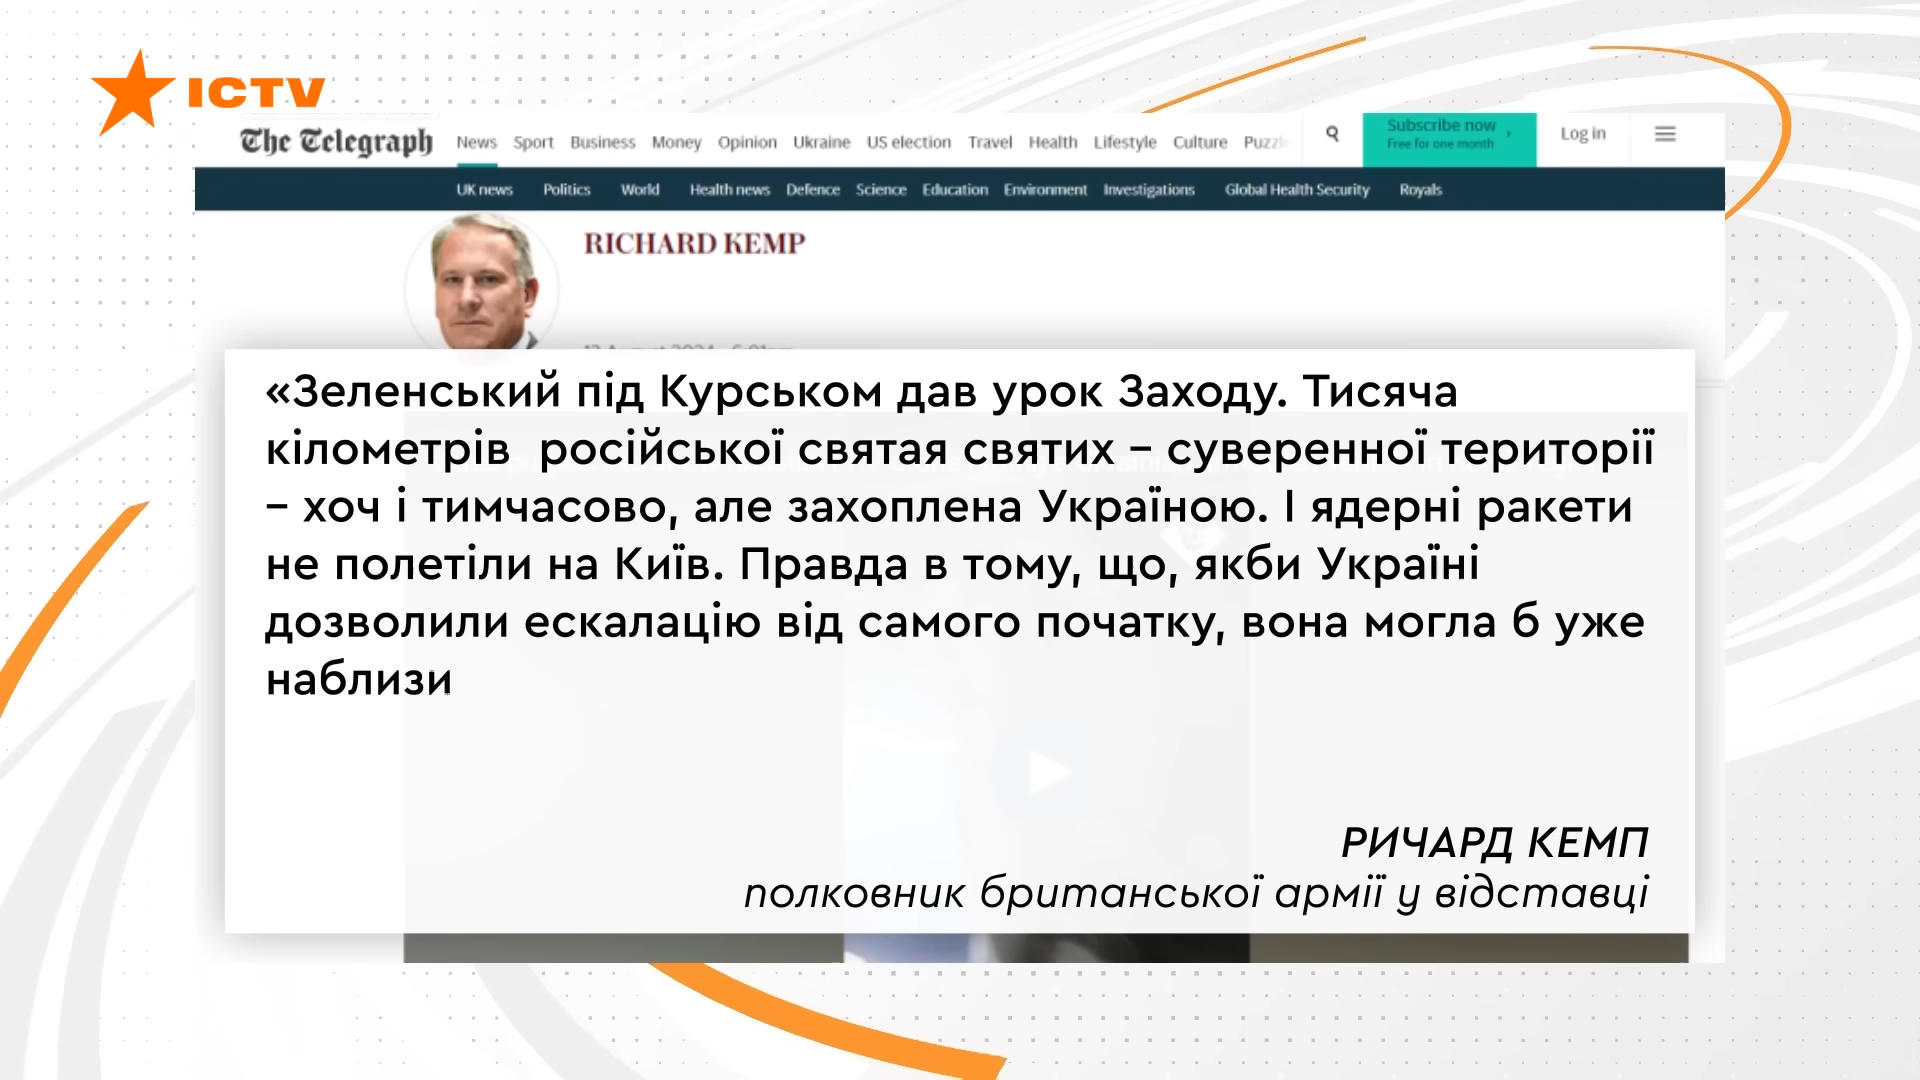 ICTV
The Telegraph
News Sport Business Money Opinion Ukraine US election Travel Health Lifestyle Culture
Subscribe now
Free for one month
Log in
UK news Politics World Health news Defence Science Education Environment Investigations Global Health Security Royals
RICHARD KEMP
«Зеленський під Курськом дав урок Заходу. Тисяча
кілометрів російської святая святих – суверенної території
– хоч і тимчасово, але захоплена Україною. І ядерні ракети
не полетіли на Київ. Правда в тому, що, якби Україні
дозволили ескалацію від самого початку, вона могла б уже
наблизи
РИЧАРД КЕМП
полковник британської армії у відставці